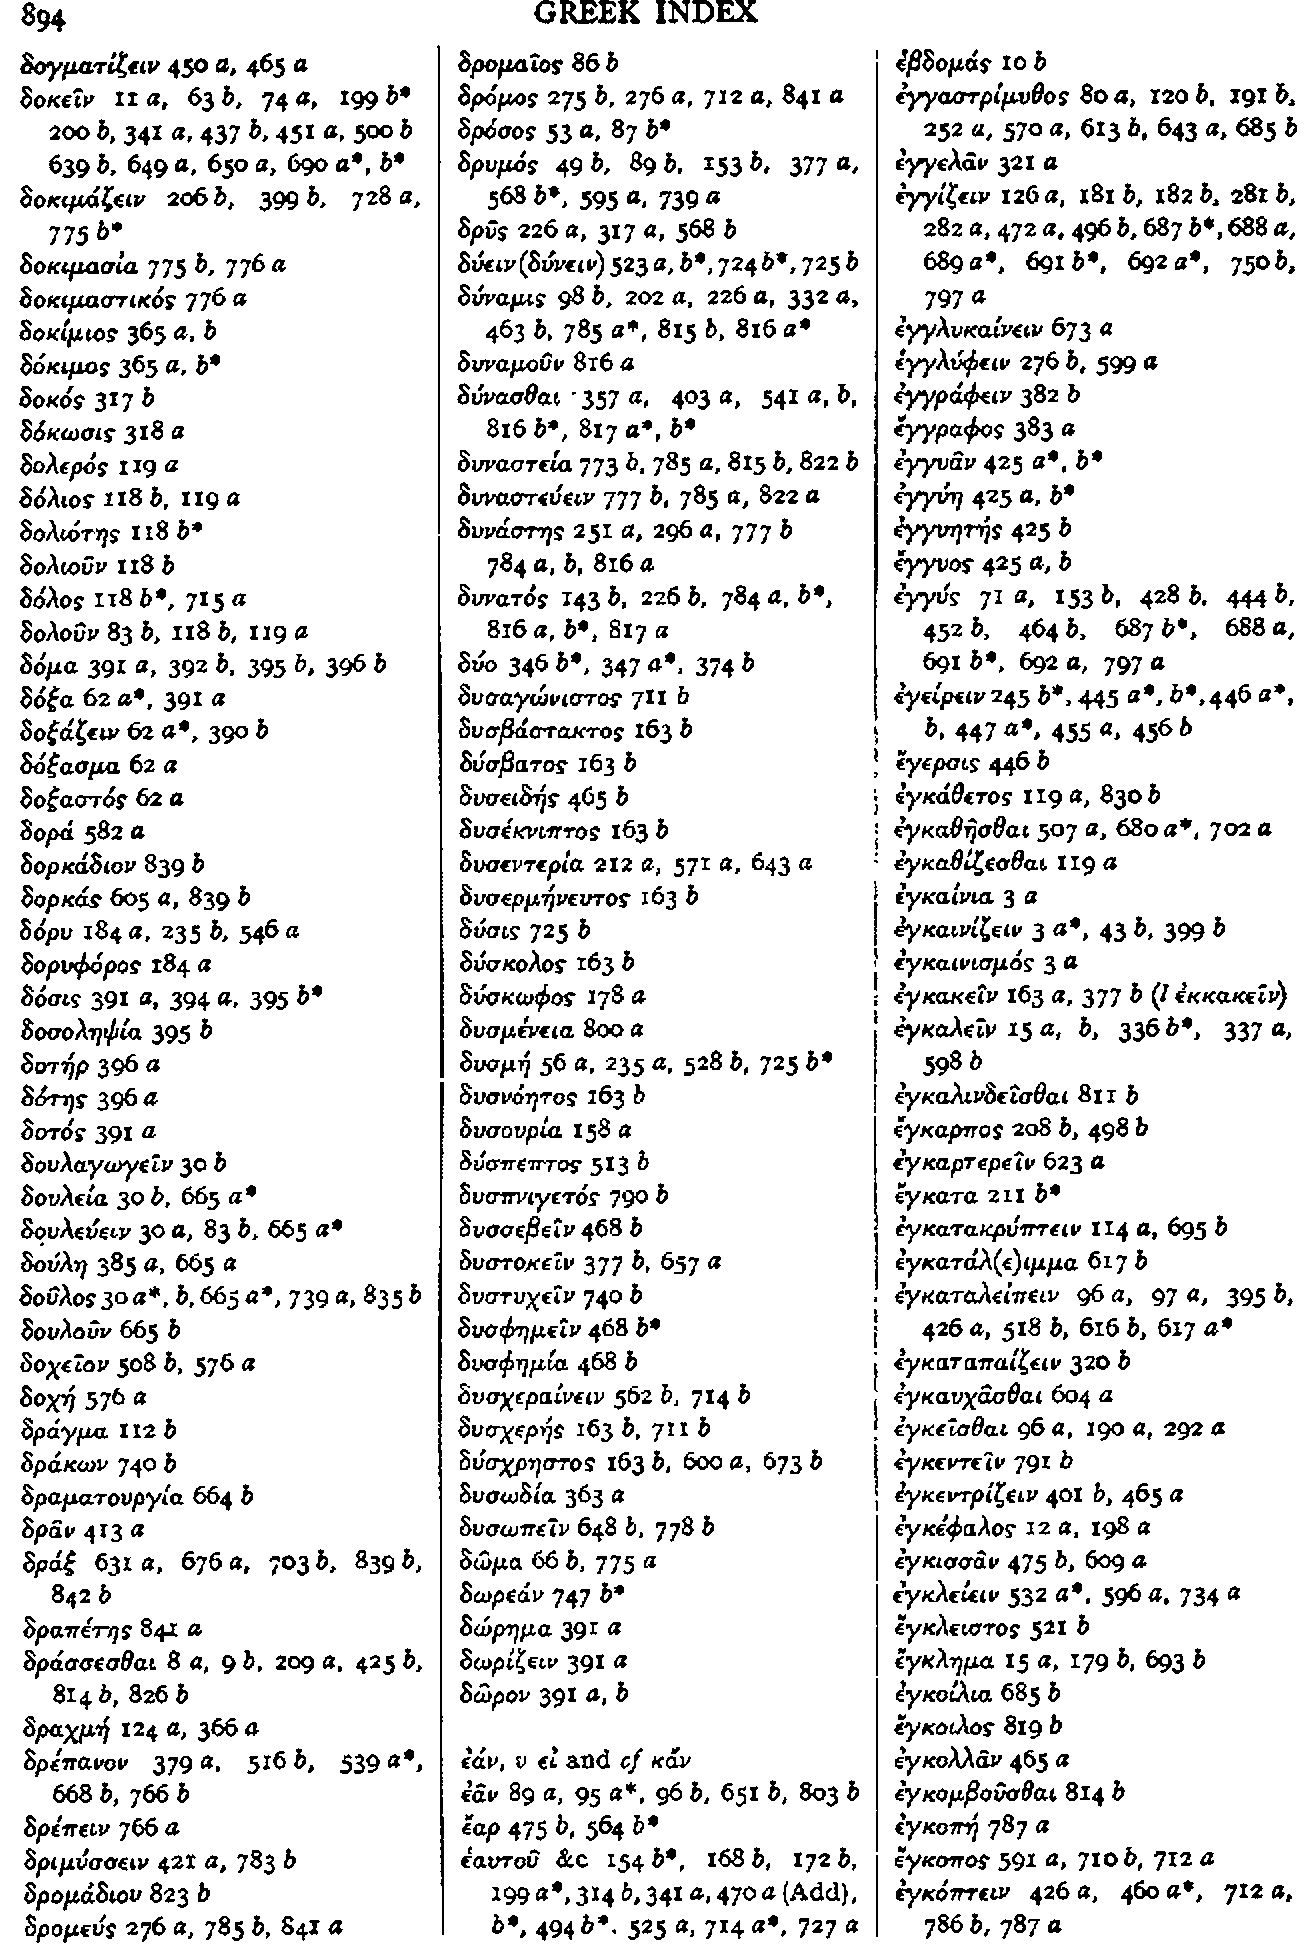 894
GREEK INDEX
δογματίζειν 450 a, 465 a
δοκεῖν 11 a, 63 b, 74 a, 199 b*
200 b, 341 a, 437 b, 451 a, 500 b
639 b, 649 a, 650 a, 690 a*, b*
δοκιμάζειν 206 b, 399 b, 728 a,
775 b*
δοκιμασία 775 b, 776 a
δοκιμαστικός 776 a
δοκίμιος 365 a, b
δόκιμος 365 a, b*
δοκός 317 b
δόκωσις 318 a
δολερός 119 a
δόλιος 118 b, 119 a
δολιότης 118 b*
δολιοῦν 118 b
δόλος 118 b*, 715 a
δολοῦν 83 b, 118 b, 119 a
δόμα 391 a, 392 b, 395 b, 396 b
δόξα 62 a*, 391 a
δοξάζειν 62 a*, 390 b
δόξασμα 62 a
δοξαστός 62 a
δορά 582 a
δορκάδιον 839 b
δορκάς 605 a, 839 b
δόρυ 184 a, 235 b, 546 a
δορυφόρος 184 a
δόσις 391 a, 394 a, 395 b*
δοσοληψία 395 b
δοτήρ 396 a
δότης 396 a
δοτός 391 a
δουλαγωγεῖν 30 b
δουλεία 30 b, 665 a*
δουλεύειν 30 a, 83 b, 665 a*
δούλη 385 a, 665 a
δοῦλος 30 a*, b, 665 a*, 739 a, 835 b
δουλοῦν 665 b
δοχεῖον 508 b, 576 a
δοχή 576 a
δράγμα 112 b
δράκων 740 b
δραματουργία 664 b
δρᾶν 413 a
δράξ 631 a, 676 a, 703 b, 839 b,
842 b
δραπέτης 841 a
δράσσεσθαι 8 a, 9 b, 209 a, 425 b,
814 b, 826 b
δραχμή 124 a, 366 a
δρέπανον 379 a, 516 b, 539 a*,
668 b, 766 b
δρέπειν 766 a
δριμύσσειν 421 a, 783 b
δρομάδιου 823 b
δρομεύς 276 a, 785 b, 841 a
δρομαῖος 86 b
δρόμος 275 b, 276 a, 712 a, 841 a
δρόσος 53 a, 87 b*
δρυμός 49 b, 89 b, 153 b, 377 a,
568 b*, 595 a, 739 a
δρῦς 226 a, 317 a, 568 b
δύειν (δύνειν) 523 a, b*, 724 b*, 725 b
δύναμις 98 b, 202 a, 226 a, 332 a,
463 b, 785 a*, 815 b, 816 a*
δυναμοῦν 816 a
δύνασθαι 357 a, 403 a, 541 a, b,
816 b*, 817 a*, b*
δυναστεία 773 b, 785 a, 815 b, 822 b
δυναστεύειν 777 b, 785 a, 822 a
δυνάστης 251 a, 296 a, 777 b
784 a, b, 816 a
δυνατός 143 b, 226 b, 784 a, b*,
816 a, b*, 817 a
δύο 346 b*, 347 a*, 374 b
δυσαγώνιστος 711 b
δυσβάστακτος 163 b
δύσβατος 163 b
δυσειδής 465 b
δυσέκνιπτος 163 b
δυσεντερία 212 a, 571 a, 643 a
δυσερμήνευτος 163 b
δύσις 725 b
δύσκολος 163 b
δύσκωφος 178 a
δυσμένεια 800 a
δυσμή 56 a, 235 a, 528 b, 725 b*
δυσνόητος 163 b
δυσουρία 158 a
δύσπεπτος 513 b
δυσπνιγετός 790 b
δυσσεβεῖν 468 b
δυστοκεῖν 377 b, 657 a
δυστυχεῖν 740 b
δυσφημεῖν 468 b*
δυσφημία 468 b
δυσχεραίνειν 562 b, 714 b
δυσχερής 163 b, 711 b
δύσχρηστος 163 b, 600 a, 673 b
δυσωδία 363 a
δυσωπεῖν 648 b, 778 b
δῶμα 66 b, 775 a
δωρεάν 747 b*
δώρημα 391 a
δωρίζειν 391 a
δῶρον 391 a, b
ἐάν, v εἰ and cf κἄν
ἐᾶν 89 a, 95 a*, 96 b, 651 b, 803 b
ἔαρ 475 b, 564 b*
ἑαυτοῦ &c 154 b*, 168 b, 172 b,
199 a*, 314 b, 341 a, 470 a (Add),
b*, 494 b*, 525 a, 714 a*, 727 a
ἑβδομάς 10 b
ἐγγαστρίμυθος 80 a, 120 b, 191 b,
252 a, 570 a, 613 b, 643 a, 685 b
ἐγγελᾶν 321 a
ἐγγίζειν 126 a, 181 b, 182 b, 281 b,
282 a, 472 a, 496 b, 687 b*, 688 a,
689 a*, 691 b*, 692 a*, 750 b,
797 a
ἐγγλυκαίνειν 673 a
ἐγγλύφειν 276 b, 599 a
ἐγγράφειν 382 b
ἔγγραφος 383 a
ἐγγυᾶν 425 a*, b*
ἐγγύη 425 a, b*
ἐγγυητής 425 b
ἔγγυος 425 a, b
ἐγγύς 71 a, 153 b, 428 b, 444 b,
452 b, 464 b, 687 b*, 688 a,
691 b*, 692 a, 797 a
ἐγείρειν 245 b*, 445 a*, b*, 446 a*,
b, 447 a*, 455 a, 456 b
ἔγερσις 446 b
ἐγκάθετος 119 a, 830 b
ἐγκαθῆσθαι 507 a, 680 a*, 702 a
ἐγκαθίζεσθαι 119 a
ἐγκαίνια 3 a
ἐγκαινίζειν 3 a*, 43 b, 399 b
ἐγκαινισμός 3 a
ἐγκακεῖν 163 a, 377 b (l ἐκκακεῖν)
ἐγκαλεῖν 15 a, b, 336 b*, 337 a,
598 b
ἐγκαλινδεῖσθαι 811 b
ἔγκαρπος 208 b, 498 b
ἐγκαρτερεῖν 623 a
ἔγκατα 211 b*
ἐγκατακρύπτειν 114 a, 695 b
ἐγκατάλ(ε)ιμμα 617 b
ἐγκαταλείπειν 96 a, 97 a, 395 b,
426 a, 518 b, 616 b, 617 a*
ἐγκαταπαίζειν 320 b
ἐγκαυχᾶσθαι 604 a
ἐγκεῖσθαι 96 a, 190 a, 292 a
ἐγκεντεῖν 791 b
ἐγκεντρίζειν 401 b, 465 a
ἐγκέφαλος 12 a, 198 a
ἐγκισσᾶν 475 b, 609 a
ἐγκλείειν 532 a*, 596 a, 734 a
ἔγκλειστος 521 b
ἔγκλημα 15 a, 179 b, 693 b
ἐγκοίλια 685 b
ἔγκοιλος 819 b
ἐγκολλᾶν 465 a
ἐγκομβοῦσθαι 814 b
ἐγκοπή 787 a
ἔγκοπος 591 a, 710 b, 712 a
ἐγκόπτειν 426 a, 460 a*, 712 a,
786 b, 787 a